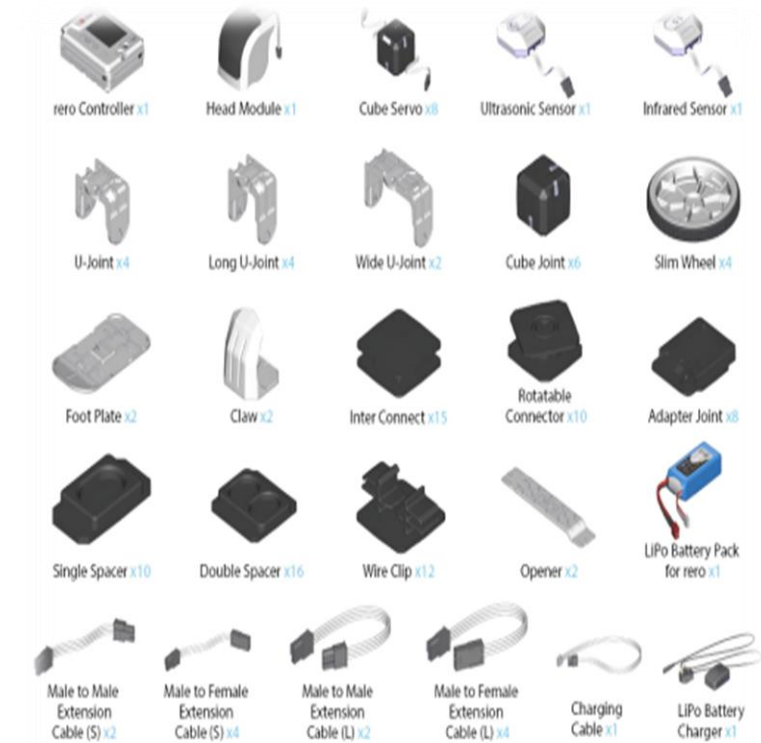 rero Controller x1
Head Module x1
Cube Servo x8
Ultrasonic Sensor x1
Infrared Sensor x1
U-Joint x4
Long U-Joint x4
Wide U-Joint x2
Cube Joint x6
Slim Wheel x4
Foot Plate x2
Claw x2
Inter Connect x15
Rotatable
Connector x10
Adapter Joint x8
Single Spacer x10
Double Spacer x16
Wire Clip x12
Opener x2
LiPo Battery Pack
for rero x1
Male to Male
Extension
Cable (S) x2
Male to Female
Extension
Cable (S) x4
Male to Male
Extension
Cable (L) x2
Male to Female
Extension
Cable (L) x4
Charging
Cable x1
LiPo Battery
Charger x1